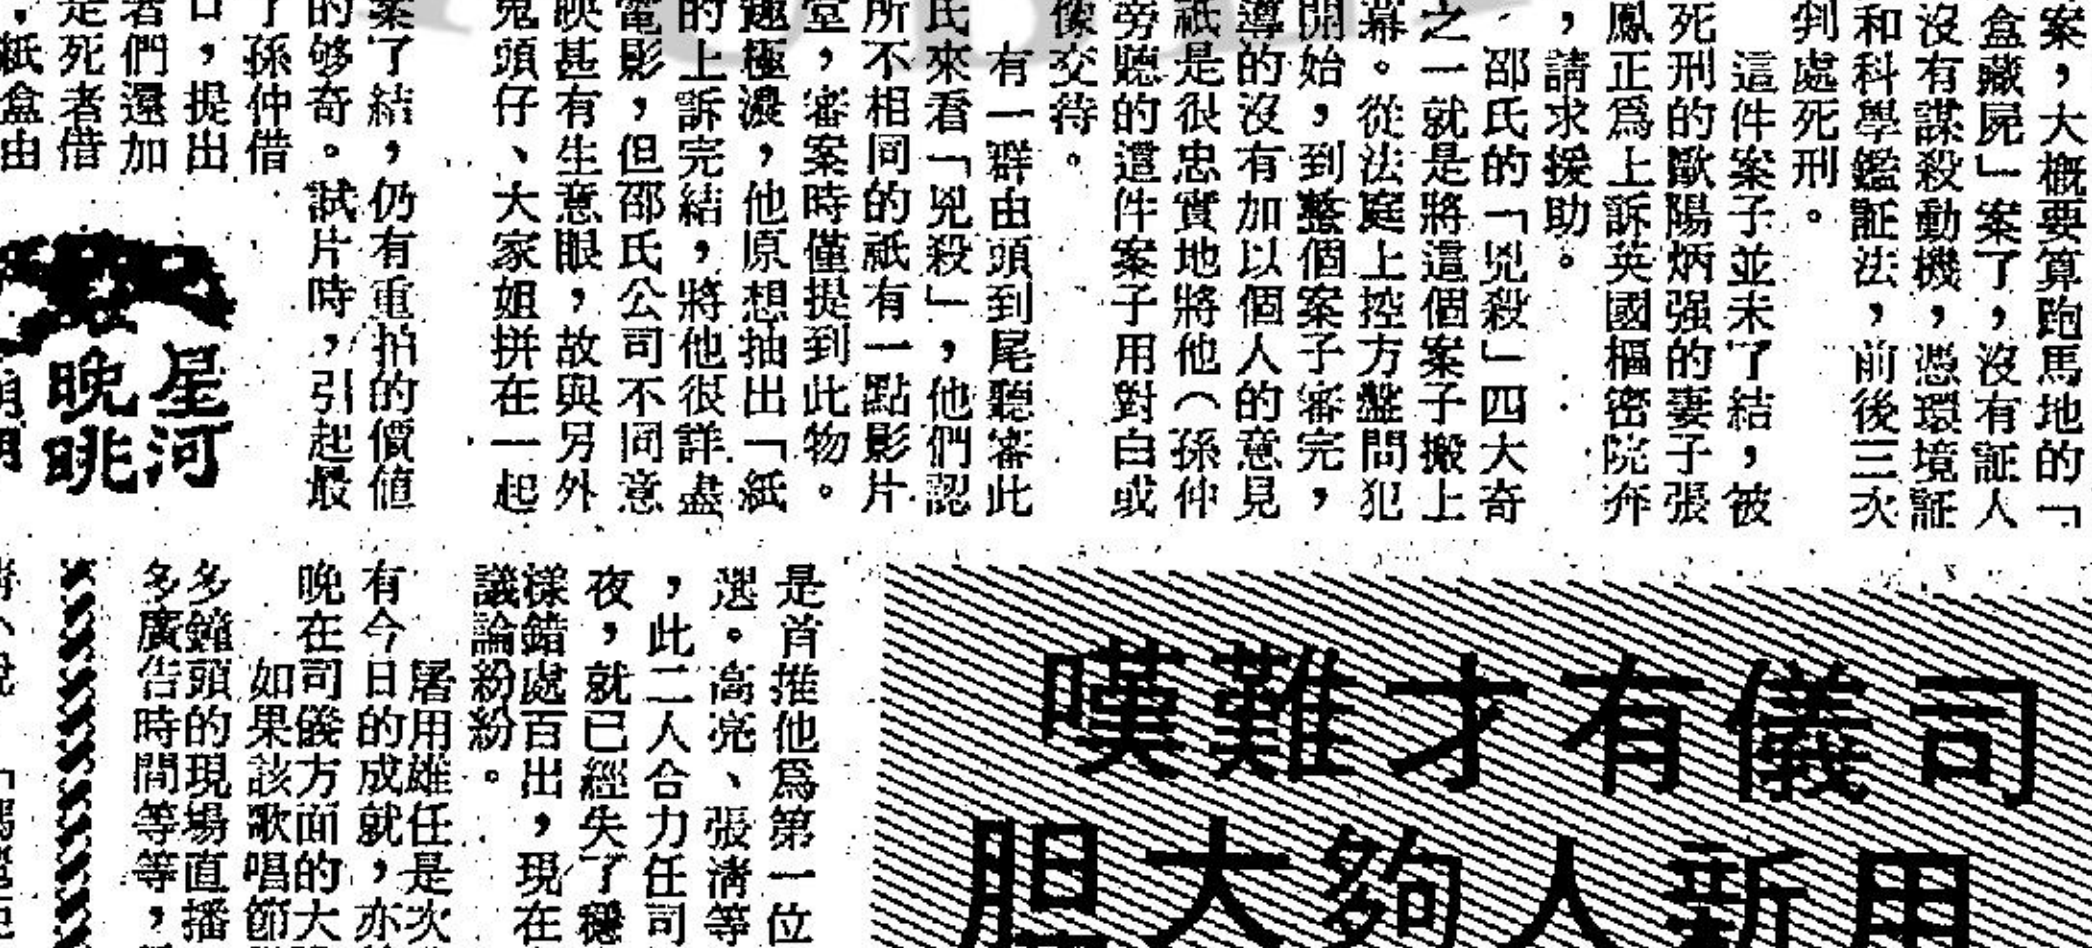 案，大概要算跑馬地的「
盒藏屍」案了，沒有証人
沒有謀殺動機，憑環境証
和科學鑑証法，前後三次
判處死刑。
這件案子並未了結，被
死刑的歐陽炳强的妻子張
鳳正爲上訴英國樞密院奔
，請求援助。
邵氏的「兇殺」四大奇
之一就是將這個案子搬上
幕。從法庭上控方盤問犯
開始，到整個案子審完，
導的沒有加以個人的意見
祇是很忠實地將他（孫仲
旁聽的這件案子用對白或
像交待。
有一群由頭到尾聽審此
氏來看「兇殺」，他們認
所不相同的祇有一點影片
堂，審案時僅提到此物。
趣極濃，他原想抽出「紙
的上訴完結，將他很詳盡
電影，但邵氏公司不同意
映甚有生意眼，故與另外
鬼頭仔、大家姐拼在一起
案了結，仍有重拍的價值
的够奇。試片時，引起最
了孫仲借
口，提出
者們還加
是死者借
，紙盒由
星河
晚眺
司儀有才難嘆
用新人夠大胆
是首推他爲第一位
選。高亮、張淸等
，此二人合力任司
夜，就已經失了穩
樣錯處百出，現在
議論紛紛。
屠用雄任是次
有今日的成就，亦
晚在司儀方面的大
如果該歌唱節
多鏡頭的現場直播
多廣告時間等等，